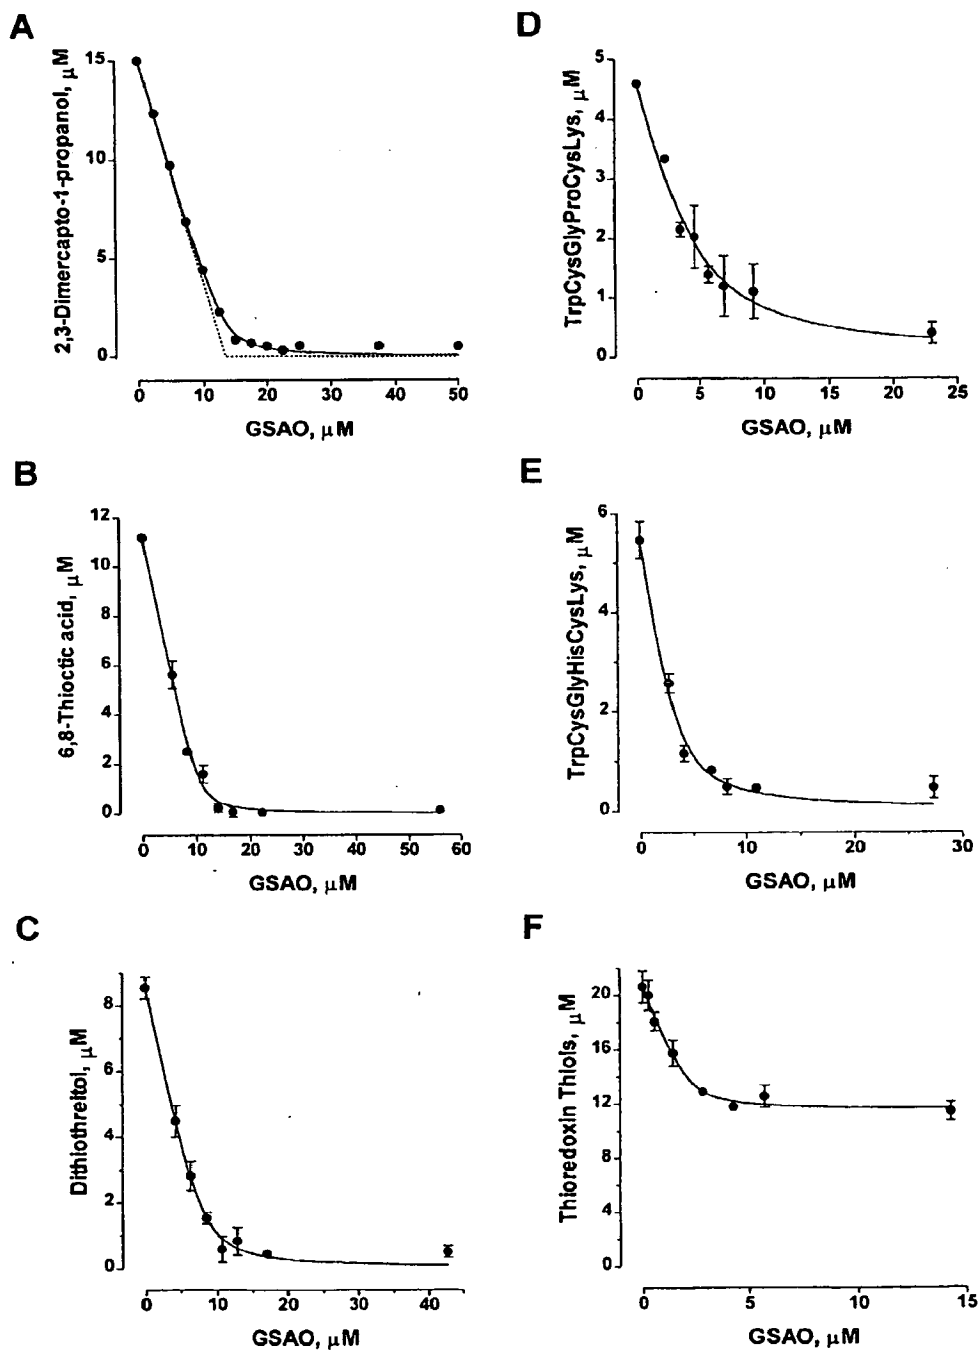 A
2,3-Dimercapto-1-propanol, μM
15
10
5
0
0 10 20 30 40 50
GSAO, μM
B
6,8-Thioctic acid, μM
12
10
8
6
4
2
0
0 10 20 30 40 50 60
GSAO, μM
C
Dithiothreitol, μM
8
6
4
2
0
0 10 20 30 40
GSAO, μM
D
TrpCysGlyProCysLys, μM
5
4
3
2
1
0
0 5 10 15 20 25
GSAO, μM
E
TrpCysGlyHisCysLys, μM
6
4
2
0
0 10 20 30
GSAO, μM
F
Thioredoxin Thiols, μM
20
16
12
8
4
0
0 5 10 15
GSAO, μM